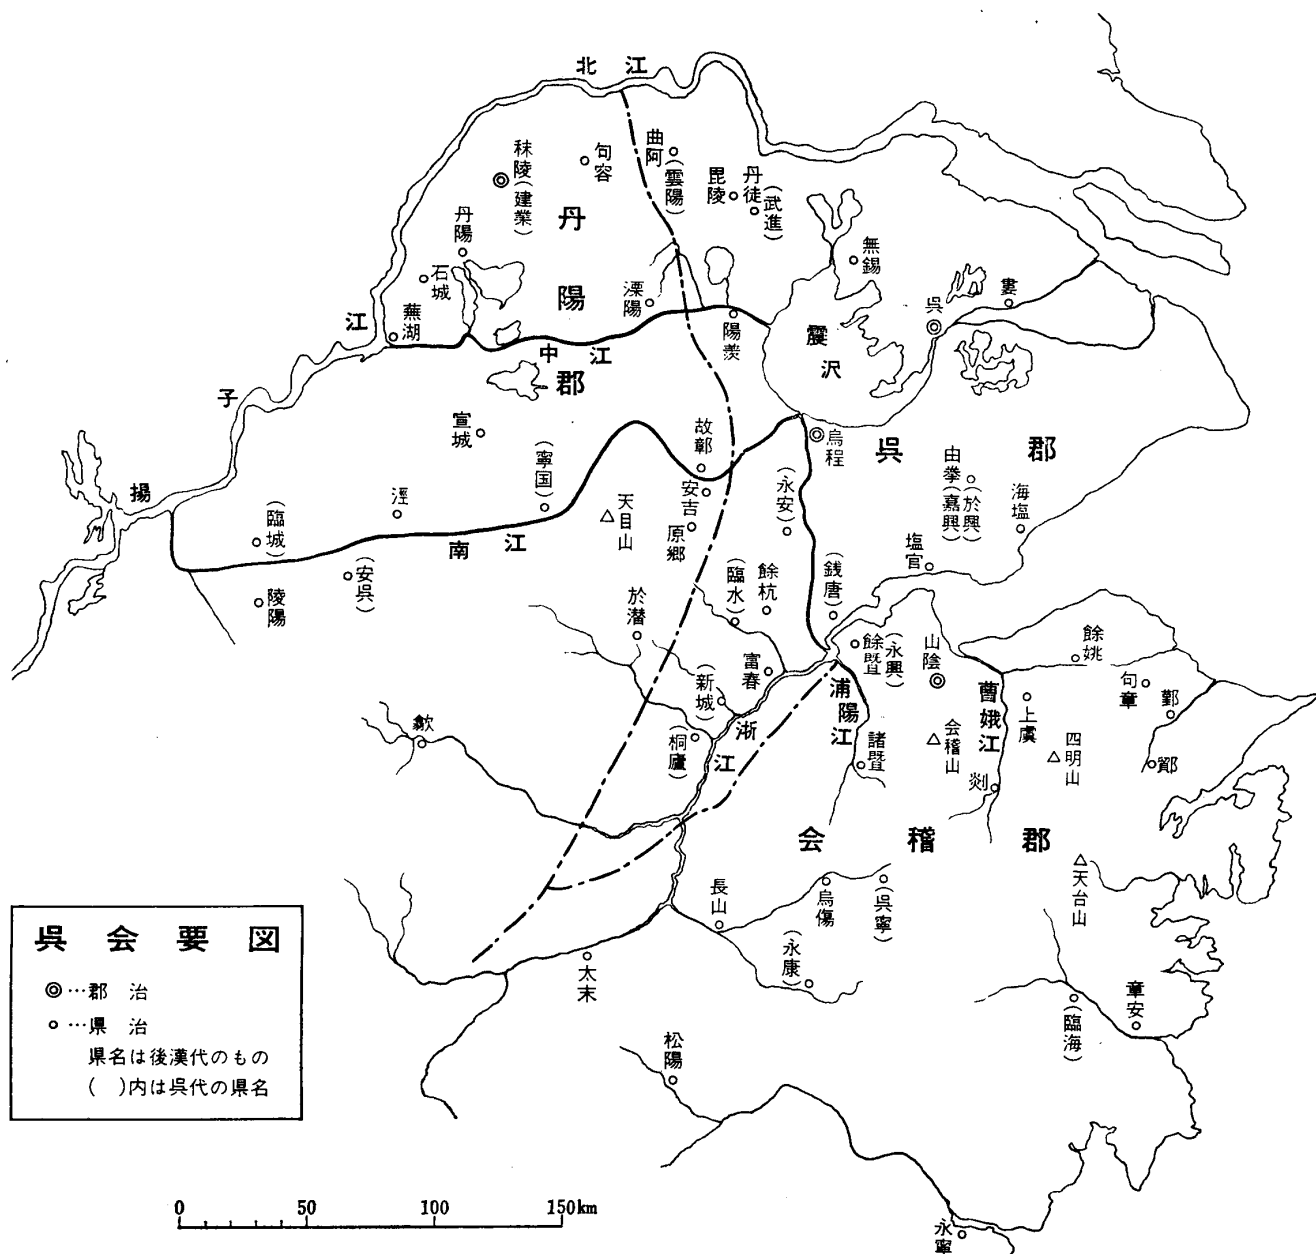 北江
曲阿
(雲陽)
句容
秣陵(建業)
毘陵
丹徒
(武進)
丹陽郡
丹陽
石城
無錫
溧陽
婁
蕪湖
呉
陽羨
震沢
揚子江
中江
宣城
故鄣
烏程
呉郡
由拳(嘉興)
(於興)
海塩
涇
(寧国)
安吉
(永安)
天目山
(臨城)
原郷
南江
塩官
(安呉)
陵陽
(臨水)
餘杭
(銭唐)
於潜
餘暨
(永興)
山陰
餘姚
富春
(新城)
浦陽江
曹娥江
句章
鄞
上虞
歙
浙江
(桐廬)
諸暨
会稽山
四明山
鄮
剡
会稽郡
天台山
長山
烏傷
(呉寧)
(永康)
太末
章安
(臨海)
松陽
永寧
呉会要図
◎…郡治
○…県治
県名は後漢代のもの
( )内は呉代の県名
0 50 100 150km